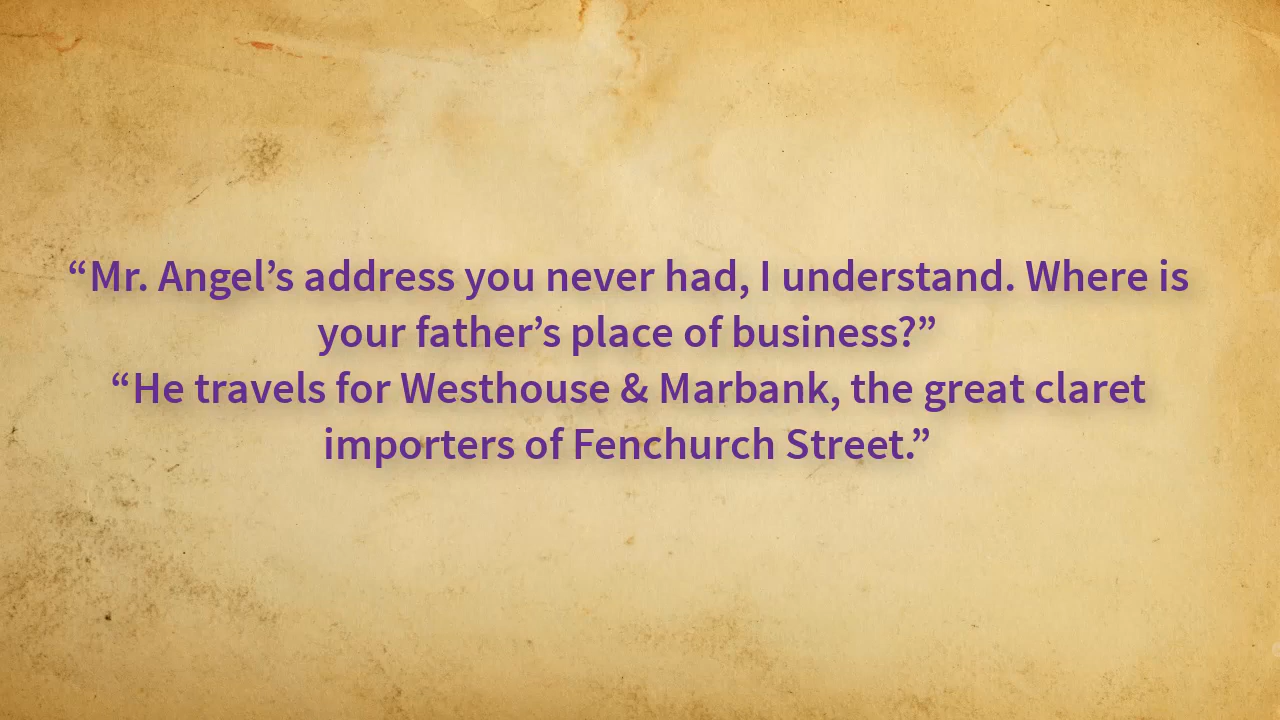 “Mr. Angel’s address you never had, I understand. Where is
your father’s place of business?”
“He travels for Westhouse & Marbank, the great claret
importers of Fenchurch Street.”